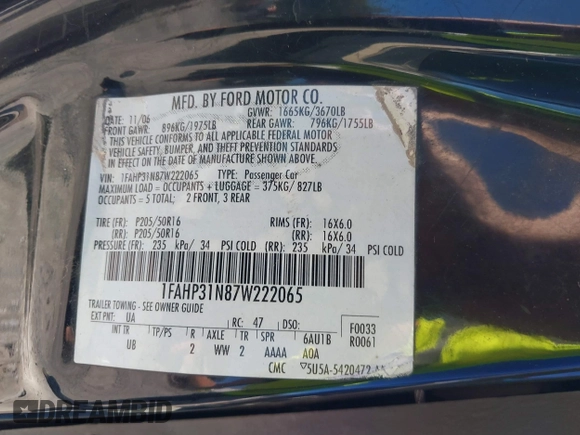 MFD. BY FORD MOTOR CO.
DATE: 11/06 GVWR: 1665KG/3670LB
FRONT GAWR: 896KG/1975LB REAR GAWR: 796KG/1755LB
THIS VEHICLE CONFORMS TO ALL APPLICABLE FEDERAL MOTOR
VEHICLE SAFETY, BUMPER, AND THEFT PREVENTION STANDARDS
IN EFFECT ON THE DATE OF MANUFACTURE SHOWN ABOVE.
VIN: 1FAHP31N87W222065 TYPE: Passenger Car
MAXIMUM LOAD = OCCUPANTS + LUGGAGE = 375KG/ 827LB
OCCUPANTS = 5 TOTAL; 2 FRONT, 3 REAR
TIRE (FR): P205/50R16 RIMS (FR): 16X6.0
(RR): P205/50R16 (RR): 16X6.0
PRESSURE (FR): 235 kPa/ 34 PSI COLD (RR): 235 kPa/ 34 PSI COLD
1FAHP31N87W222065
TRAILER TOWING - SEE OWNER GUIDE
EXT PNT: UA RC: 47 DSO: F0033
INT TR TP/PS R AXLE TR SPR 6AU1B R0061
UB 2 WW 2 AAAA A0A
CMC 5U5A-5420472
DREAMBID